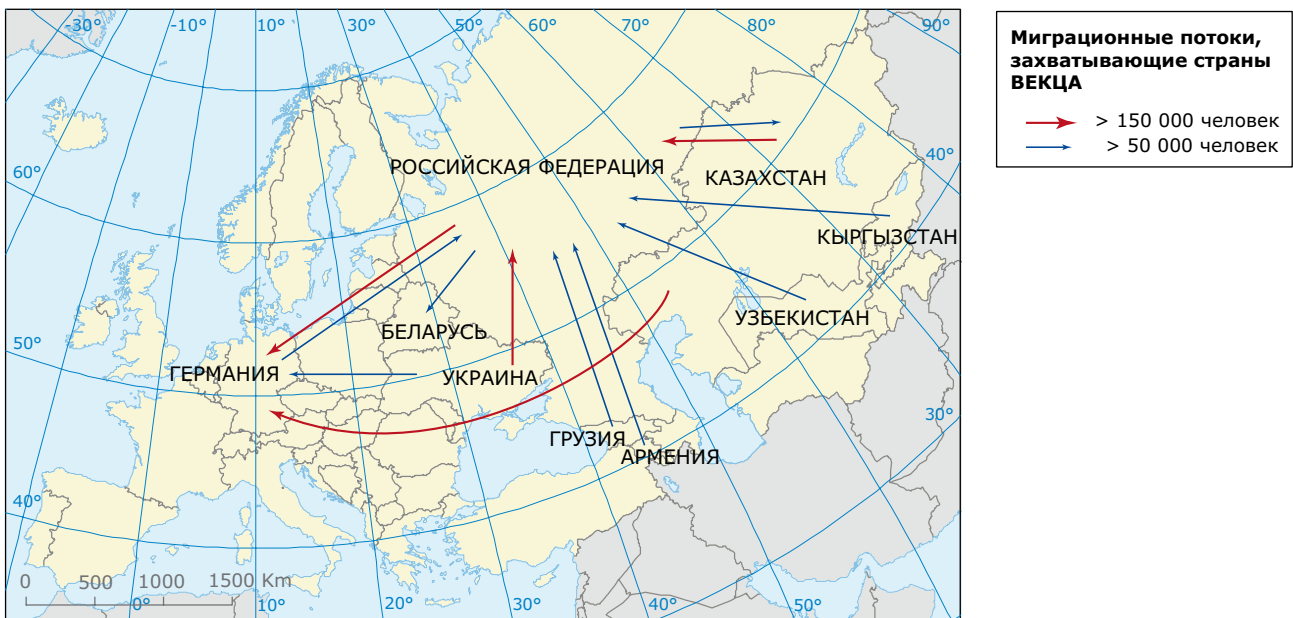 -30° -10° 10° -30° 50° 60° 70° 80° 90°
Миграционные потоки,
захватывающие страны
ВЕКЦА
> 150 000 человек
> 50 000 человек
60°
40°
РОССИЙСКАЯ ФЕДЕРАЦИЯ
КАЗАХСТАН
КЫРГЫЗСТАН
УЗБЕКИСТАН
БЕЛАРУСЬ
50°
ГЕРМАНИЯ
УКРАИНА
30°
ГРУЗИЯ
АРМЕНИЯ
40°
0 500 1000 1500 Km
0° 10° 20° 30° 40° 50°